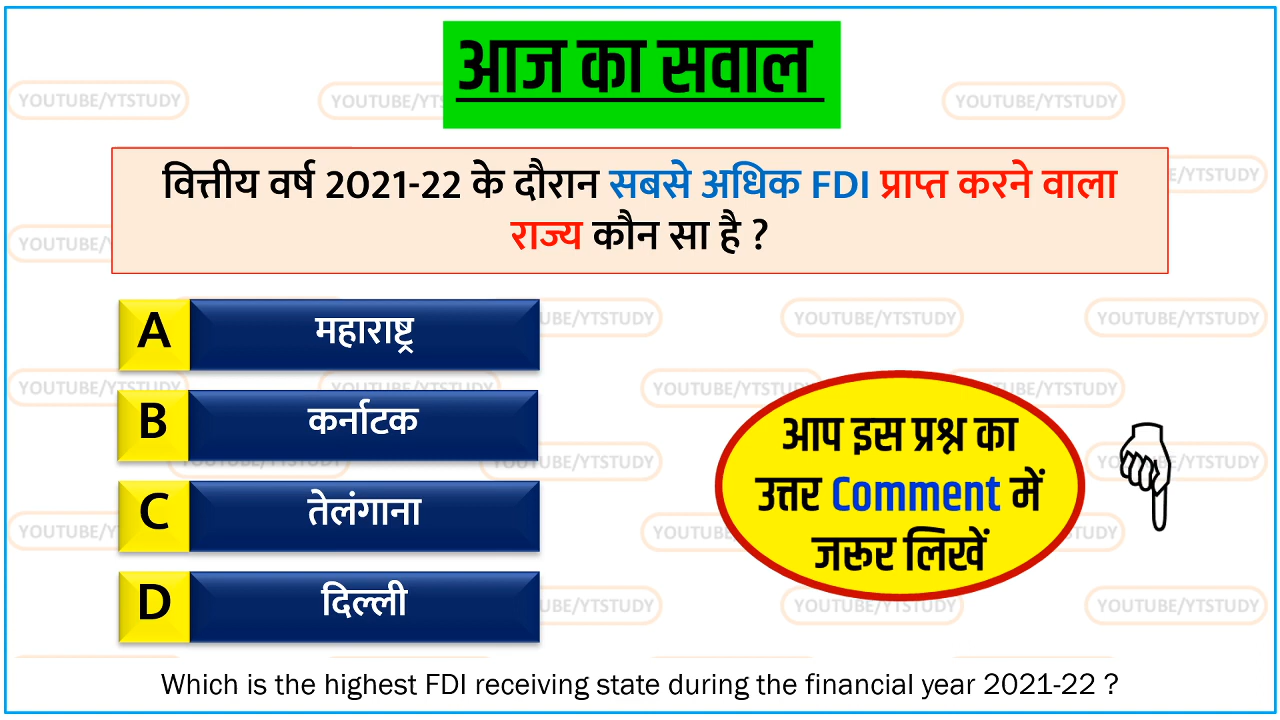 आज का सवाल
वित्तीय वर्ष 2021-22 के दौरान सबसे अधिक FDI प्राप्त करने वाला
राज्य कौन सा है ?
A महाराष्ट्र
B कर्नाटक
C तेलंगाना
D दिल्ली
आप इस प्रश्न का
उत्तर Comment में
जरूर लिखें
Which is the highest FDI receiving state during the financial year 2021-22 ?
YOUTUBE/YTSTUDY